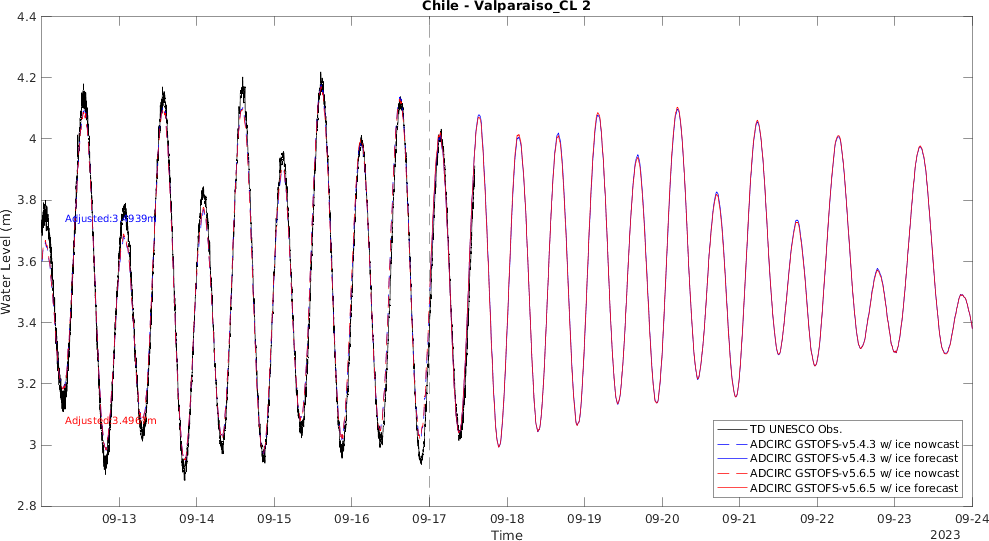 Chile - Valparaiso_CL 2
4.4
4.2
4
3.8
3.6
3.4
3.2
3
2.8
Water Level (m)
Adjusted:
Adjusted:
TD UNESCO Obs.
ADCIRC GSTOFS-v5.4.3 w/ ice nowcast
ADCIRC GSTOFS-v5.4.3 w/ ice forecast
ADCIRC GSTOFS-v5.6.5 w/ ice nowcast
ADCIRC GSTOFS-v5.6.5 w/ ice forecast
09-13 09-14 09-15 09-16 09-17 09-18 09-19 09-20 09-21 09-22 09-23 09-24
Time
2023